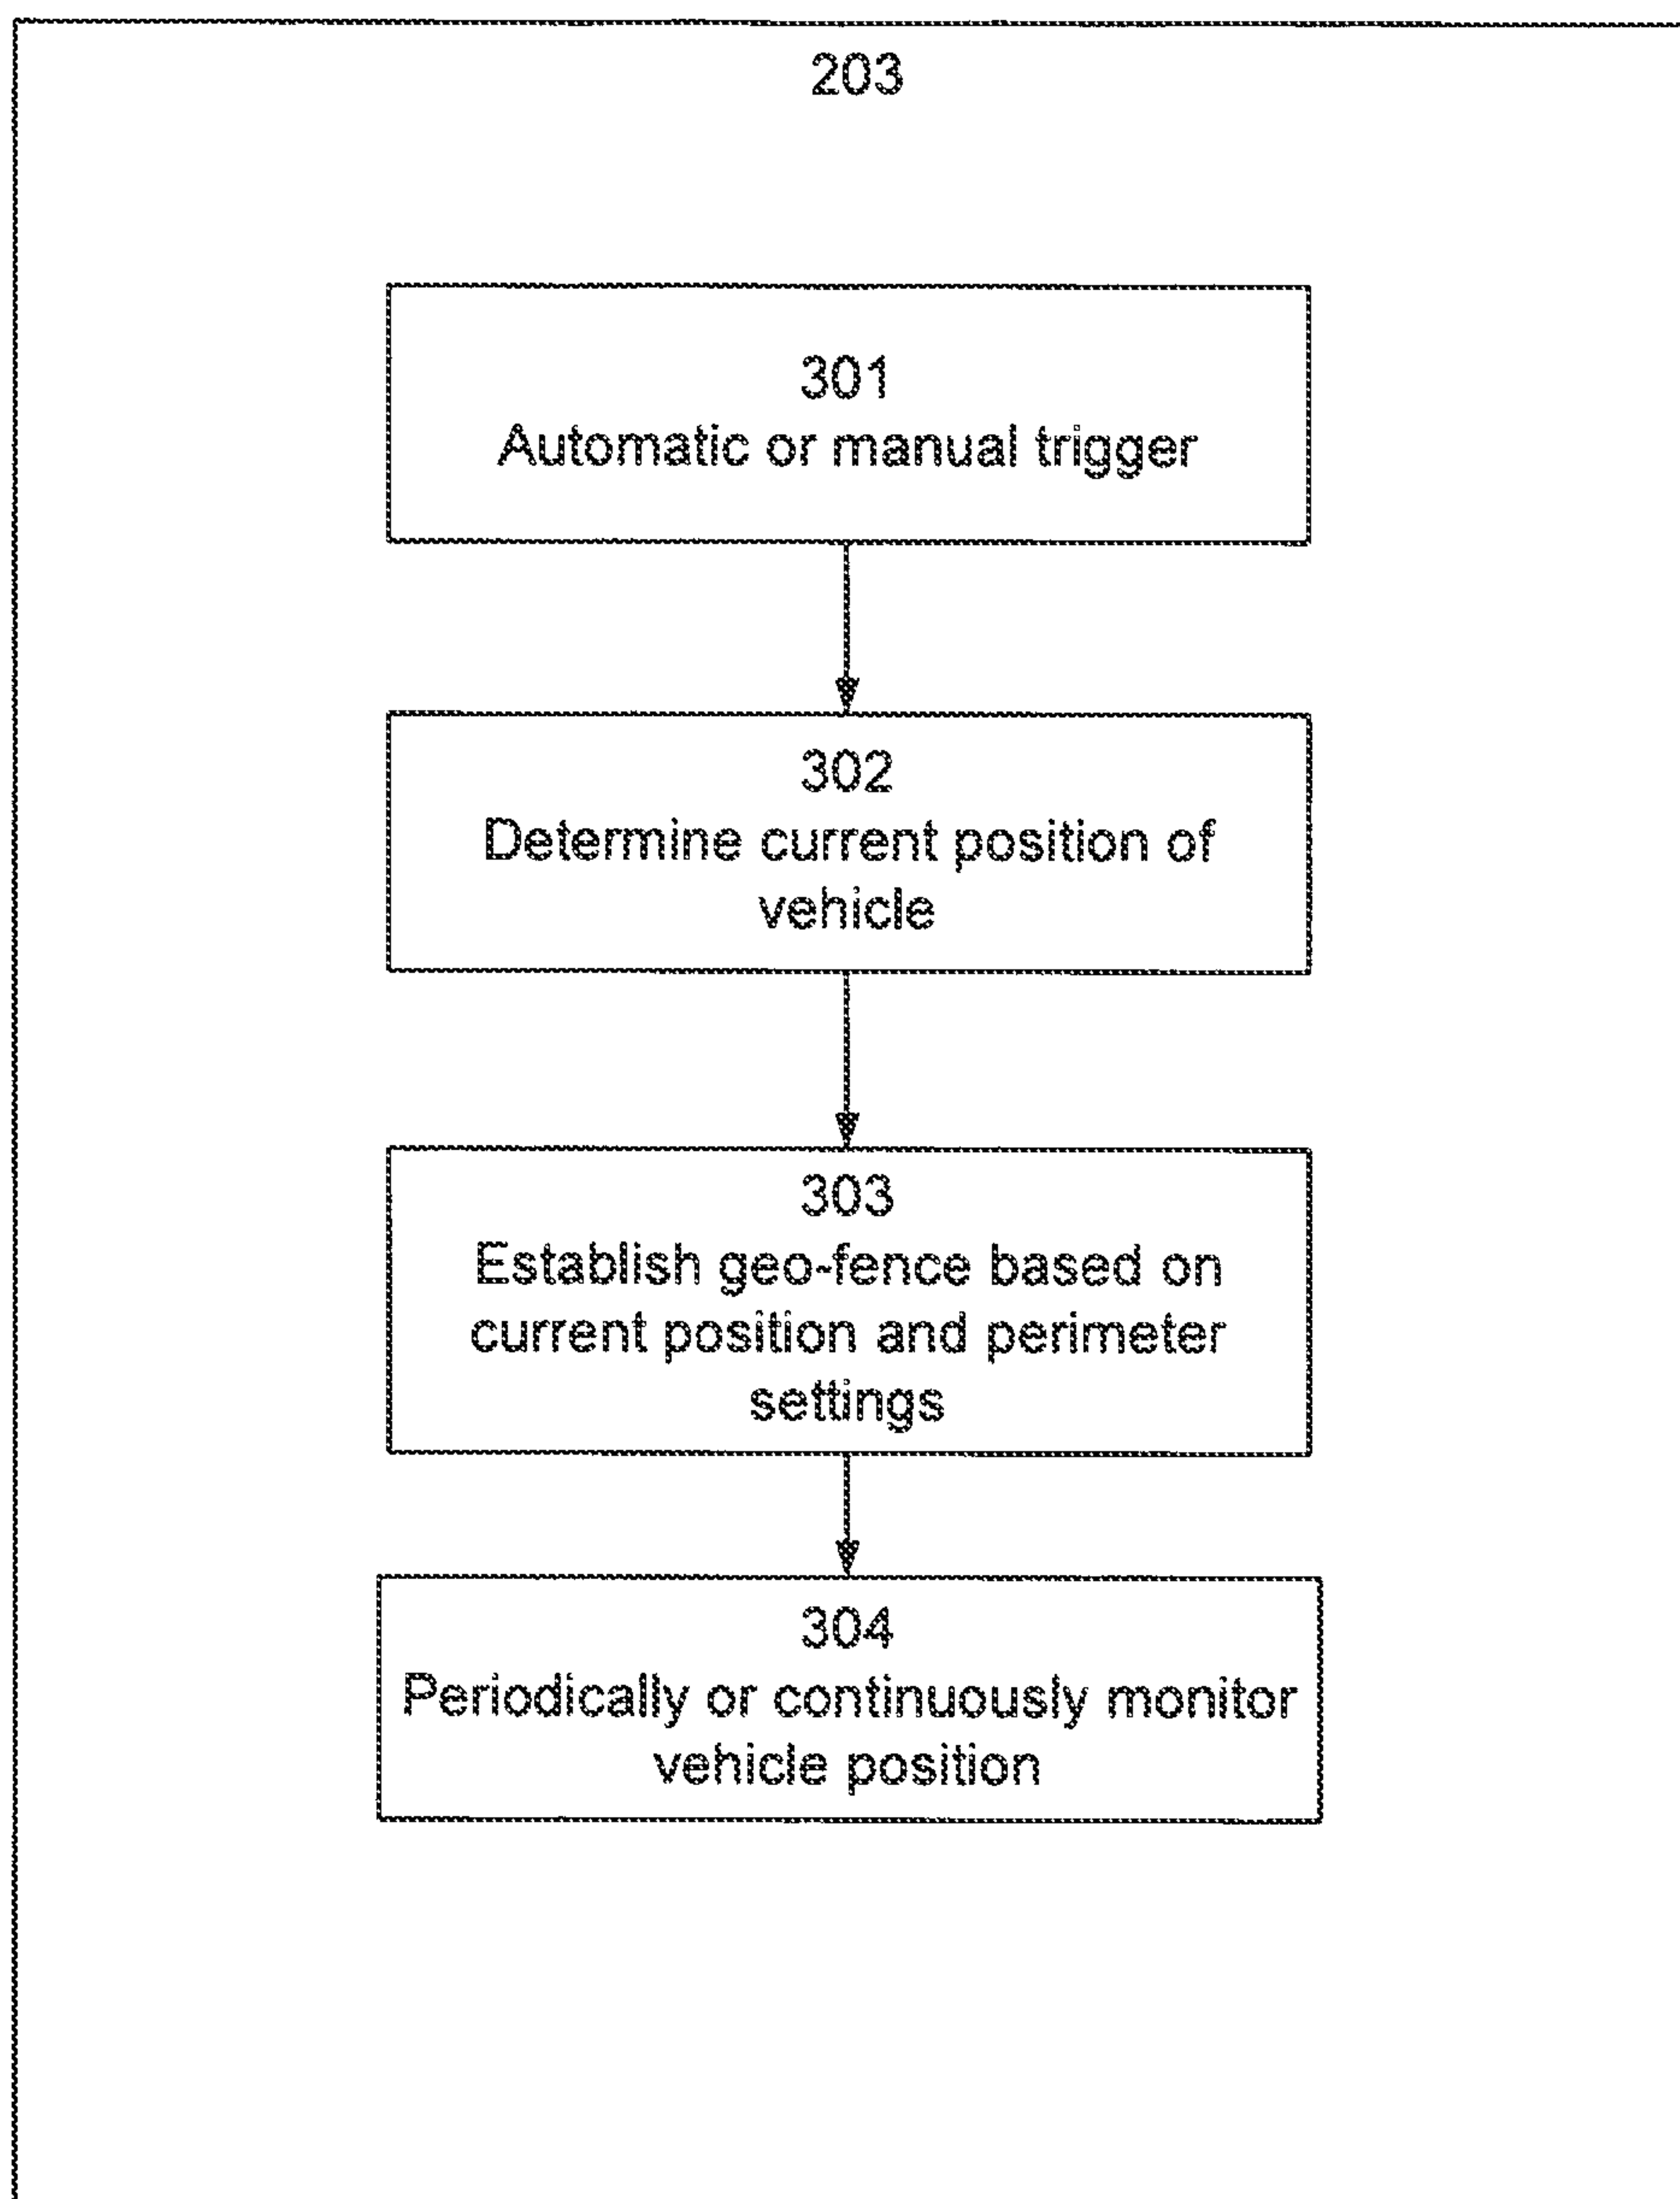 203
301
Automatic or manual trigger
302
Determine current position of
vehicle
303
Establish geo-fence based on
current position and perimeter
settings
304
Periodically or continuously monitor
vehicle position